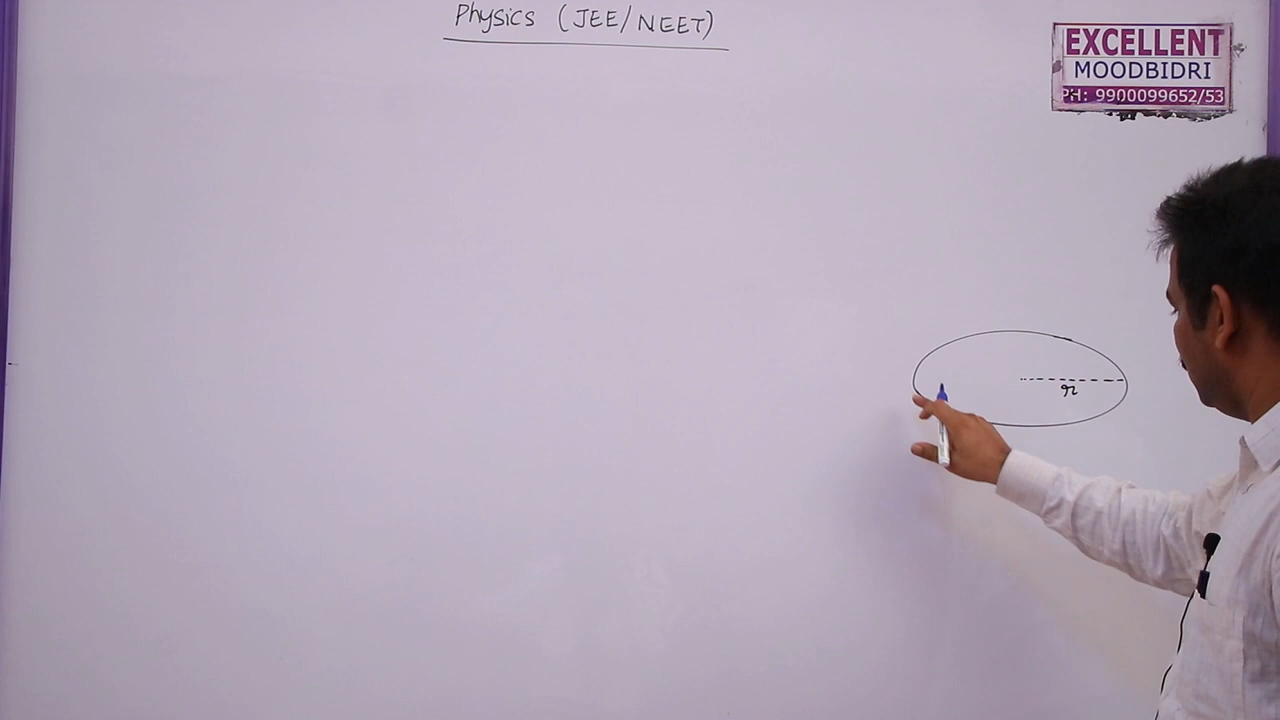 Physics (JEE/NEET)
EXCELLENT
MOODBIDRI
PH: 9900099652/53
r